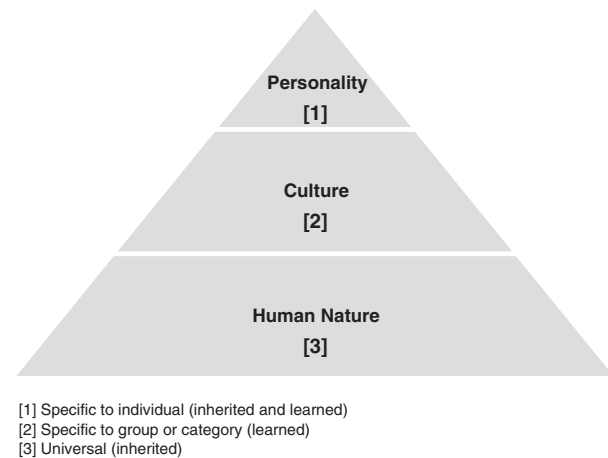 Personality
[1]
Culture
[2]
Human Nature
[3]
[1] Specific to individual (inherited and learned)
[2] Specific to group or category (learned)
[3] Universal (inherited)